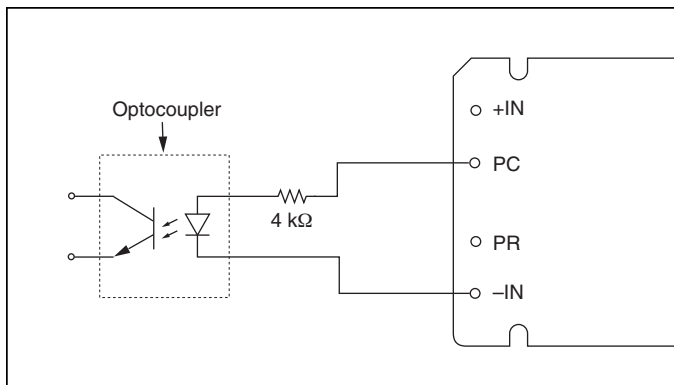 Optocoupler
+IN
PC
4 kΩ
PR
–IN